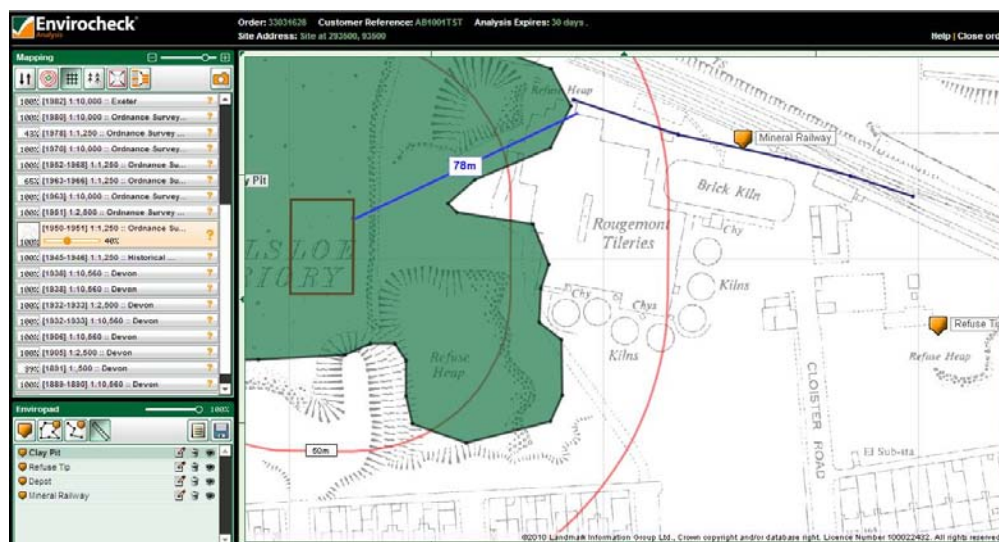 Envirocheck®
Analysis
Order: 33031628 Customer Reference: AB1001TST Analysis Expires: 30 days .
Site Address: Site at 293500, 93500
Help | Close ord
Mapping
100% [1982] 1:10,000 :: Exeter
100% [1980] 1:10,000 :: Ordnance Survey...
43% [1978] 1:1,250 :: Ordnance Survey...
100% [1970] 1:10,000 :: Ordnance Survey...
100% [1952-1968] 1:1,250 :: Ordnance Su...
65% [1963-1966] 1:1,250 :: Ordnance Su...
100% [1963] 1:10,000 :: Ordnance Survey...
100% [1951] 1:2,500 :: Ordnance Survey ...
[1950-1951] 1:1,250 :: Ordnance Su...
100% 40%
100% [1945-1946] 1:1,250 :: Historical ...
100% [1938] 1:10,560 :: Devon
100% [1938] 1:10,560 :: Devon
100% [1932-1933] 1:2,500 :: Devon
100% [1932-1933] 1:10,560 :: Devon
100% [1906] 1:10,560 :: Devon
100% [1905] 1:2,500 :: Devon
99% [1891] 1:,500 :: Devon
100% [1889-1890] 1:10,560 :: Devon
Enviropad 100%
Clay Pit
Refuse Tip
Depot
Mineral Railway
Refuse Heap
Mineral Railway
78m
y Pit
Brick Kiln
Chy
Rougemont
Tileries
LSLOE
IORY
Kilns
Chy
Chys
Kilns
Refuse
Heap
Refuse Tip
Refuse Heap
CLOISTER ROAD
50m
El Sub-sta
©2010 Landmark Information Group Ltd., Crown copyright and/or database right. Licence Number 100022432. All rights reserved